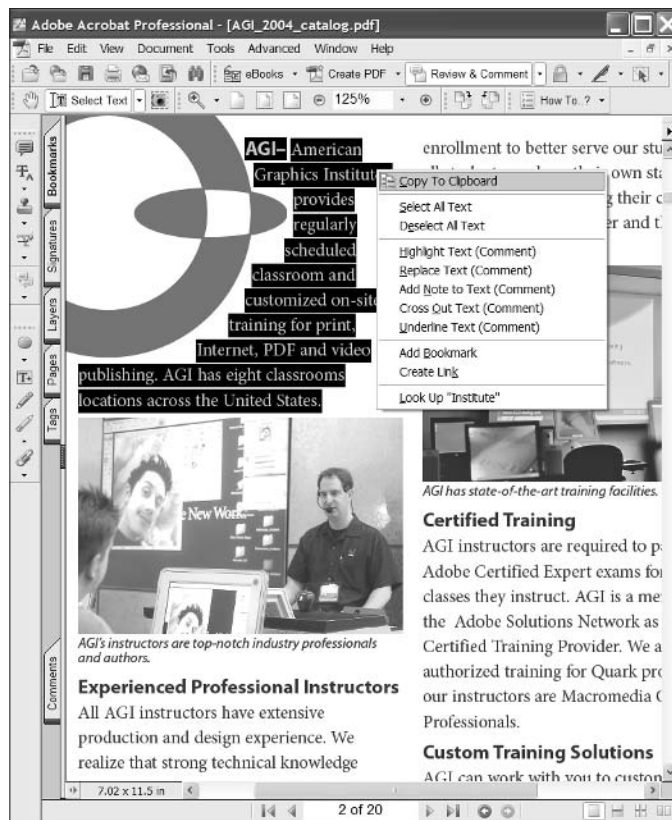 Adobe Acrobat Professional - [AGI_2004_catalog.pdf]
File Edit View Document Tools Advanced Window Help
eBooks Create PDF Review & Comment
Select Text 125% How To..?
Bookmarks
Signatures
Layers
Pages
Tags
Comments
AGI– American
Graphics Institute
provides
regularly
scheduled
classroom and
customized on-site
training for print,
Internet, PDF and video
publishing. AGI has eight classrooms
locations across the United States.
Copy To Clipboard
Select All Text
Deselect All Text
Highlight Text (Comment)
Replace Text (Comment)
Add Note to Text (Comment)
Cross Out Text (Comment)
Underline Text (Comment)
Add Bookmark
Create Link
Look Up "Institute"
e New Work.
AGI's instructors are top-notch industry professionals
and authors.
Experienced Professional Instructors
All AGI instructors have extensive
production and design experience. We
realize that strong technical knowledge
enrollment to better serve our stu
own sta
their c
er and th
AGI has state-of-the-art training facilities.
Certified Training
AGI instructors are required to p
Adobe Certified Expert exams for
classes they instruct. AGI is a me
the Adobe Solutions Network as
Certified Training Provider. We a
authorized training for Quark pro
our instructors are Macromedia C
Professionals.
Custom Training Solutions
AGI can work with you to custom
7.02 x 11.5 in
2 of 20